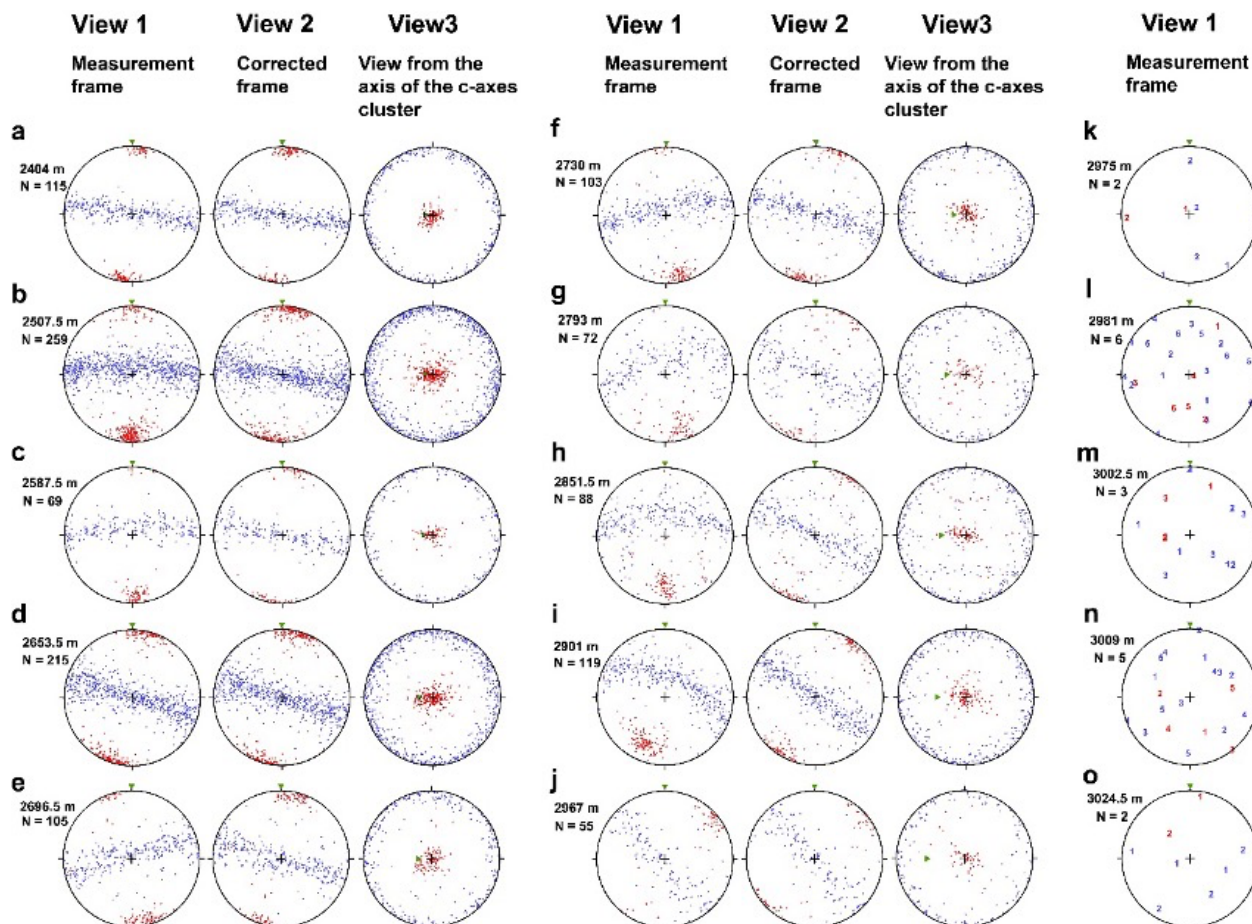 View 1 View 2 View3 View 1 View 2 View3 View 1
Measurement frame
Corrected frame
View from the axis of the c-axes cluster
Measurement frame
Corrected frame
View from the axis of the c-axes cluster
Measurement frame
a
2404 m
N = 115
b
2507.5 m
N = 259
c
2587.5 m
N = 69
d
2653.5 m
N = 215
e
2696.5 m
N = 105
f
2730 m
N = 103
g
2793 m
N = 72
h
2851.5 m
N = 88
i
2901 m
N = 119
j
2967 m
N = 55
k
2975 m
N = 2
l
2981 m
N = 6
m
3002.5 m
N = 3
n
3009 m
N = 5
o
3024.5 m
N = 2